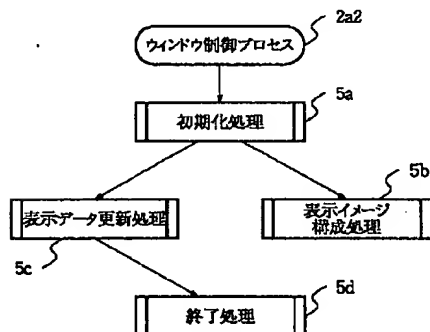 2a2
ウィンドウ制御プロセス
5a
初期化処理
5b
表示データ更新処理
表示イメージ
構成処理
5c
5d
終了処理